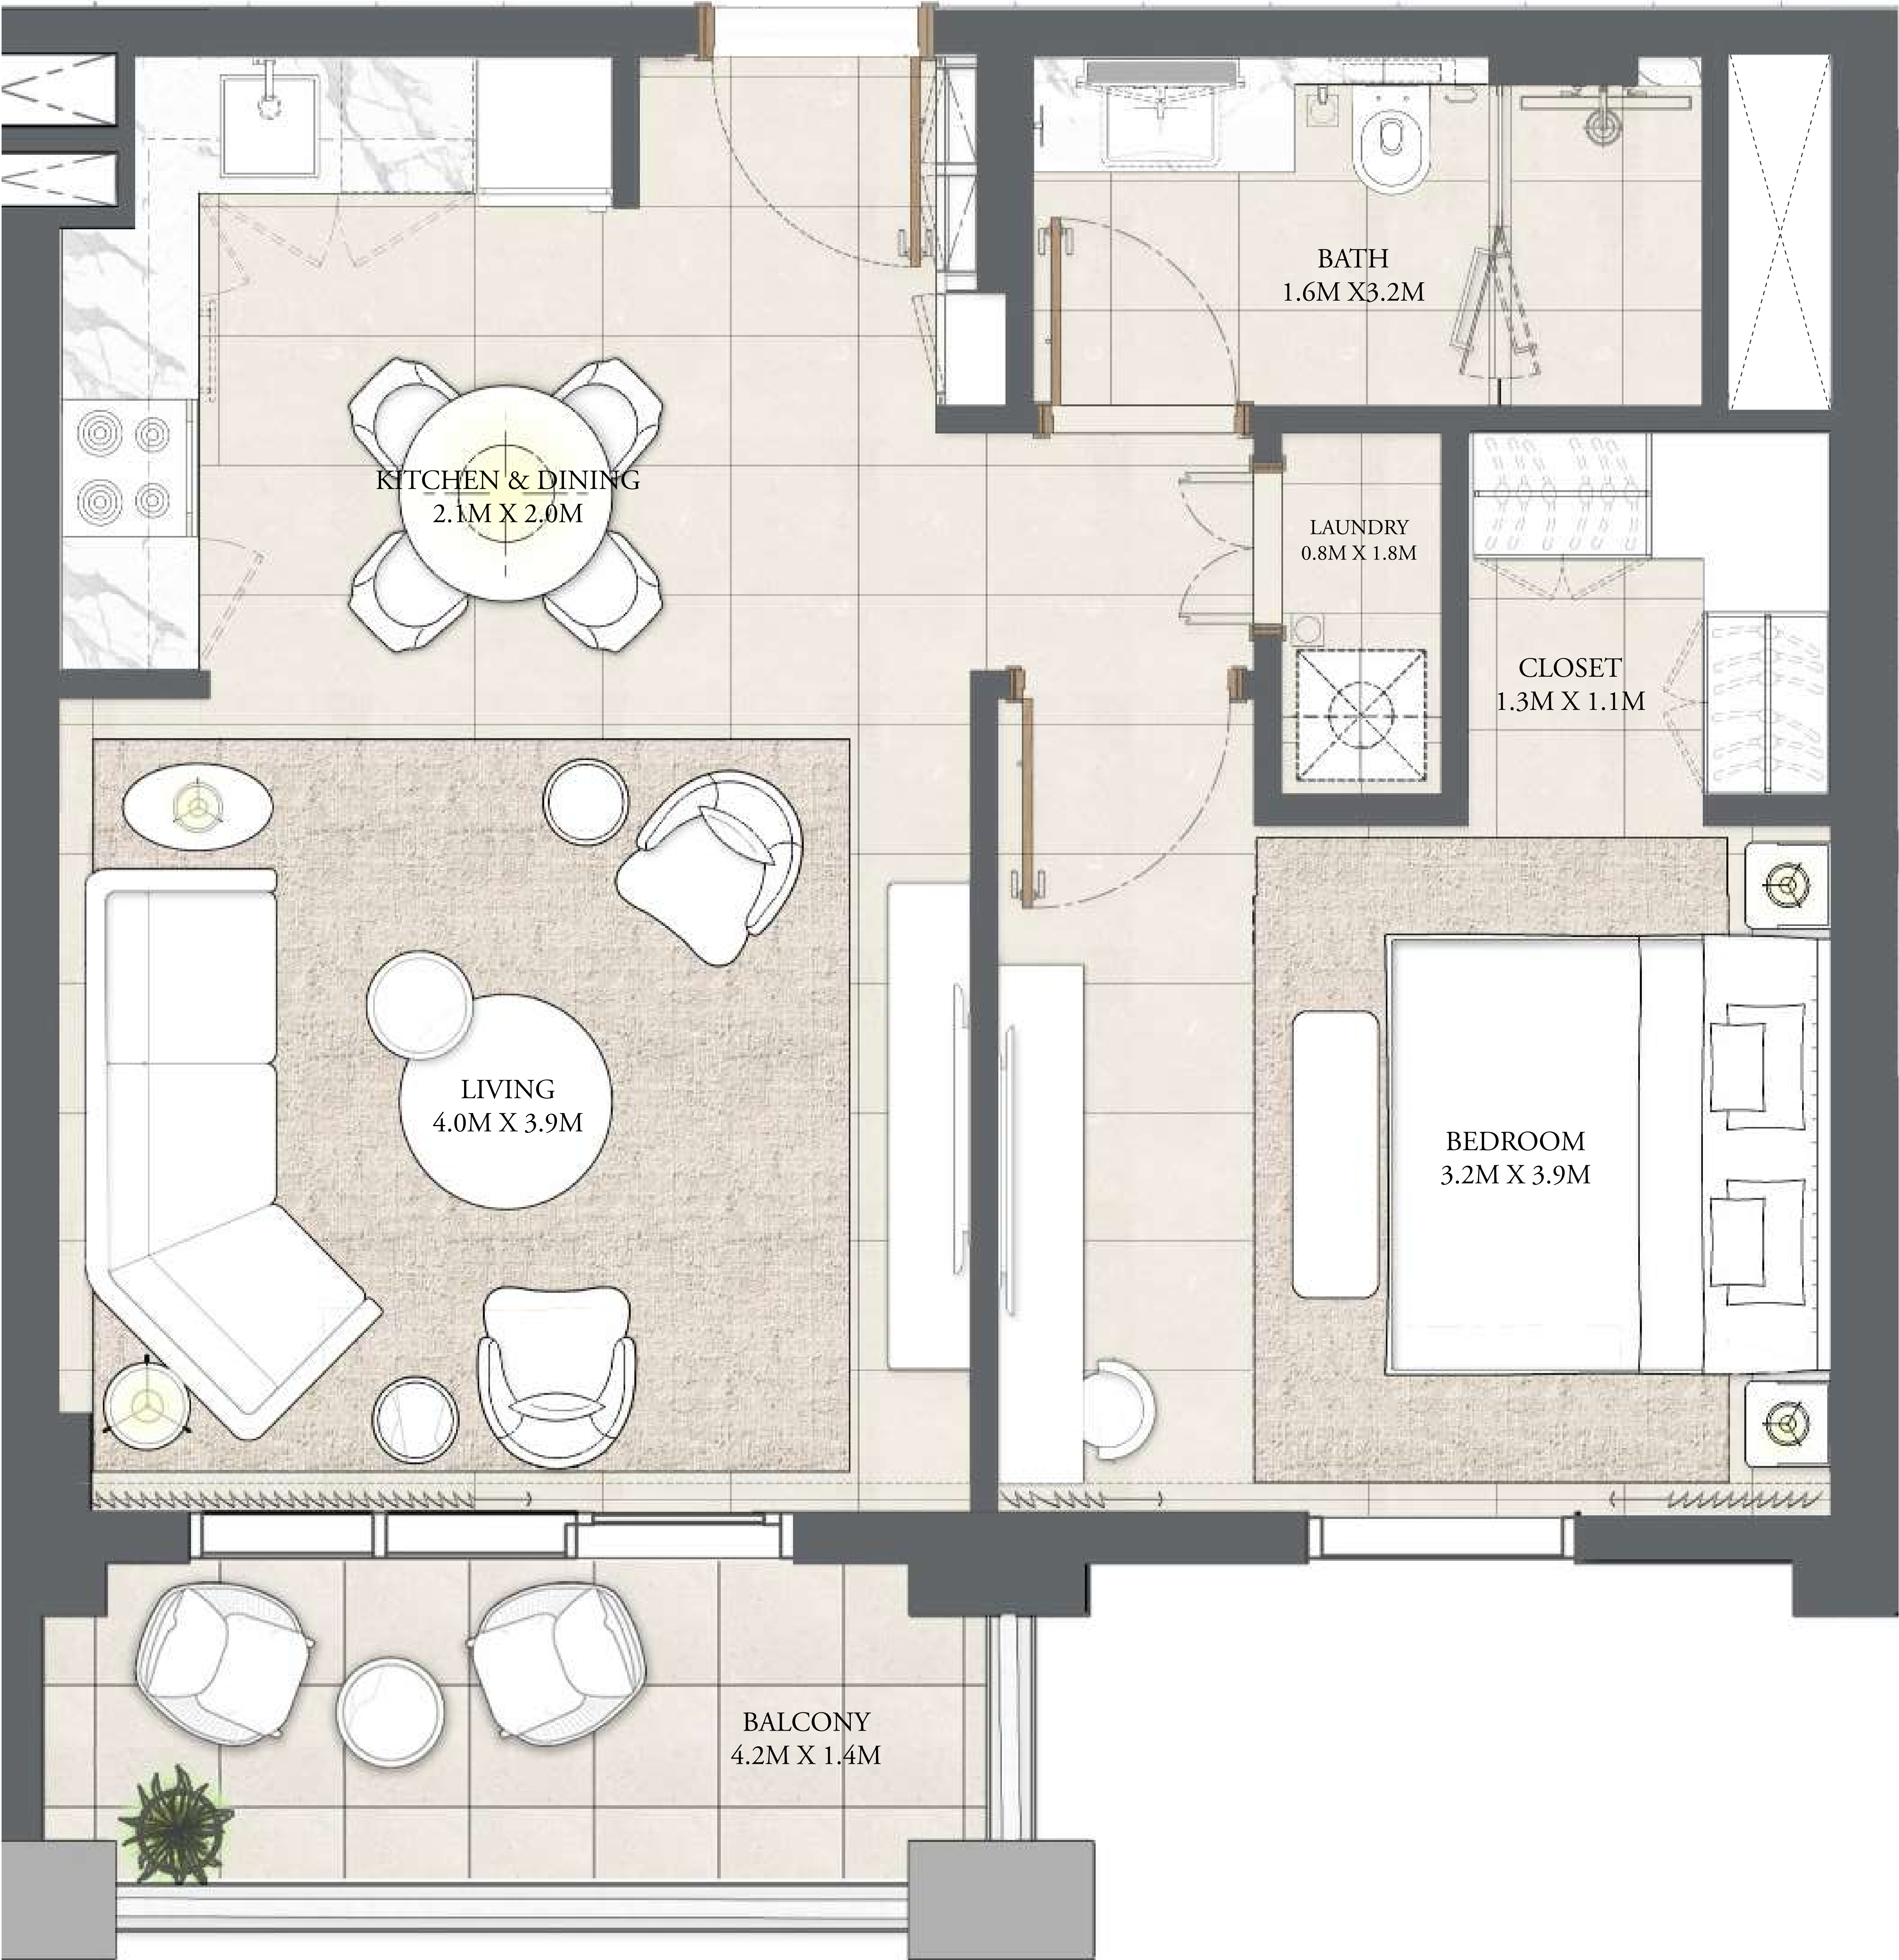 BATH
1.6M X3.2M
KITCHEN & DINING
2.1M X 2.0M
LAUNDRY
0.8M X 1.8M
CLOSET
1.3M X 1.1M
LIVING
4.0M X 3.9M
BEDROOM
3.2M X 3.9M
BALCONY
4.2M X 1.4M